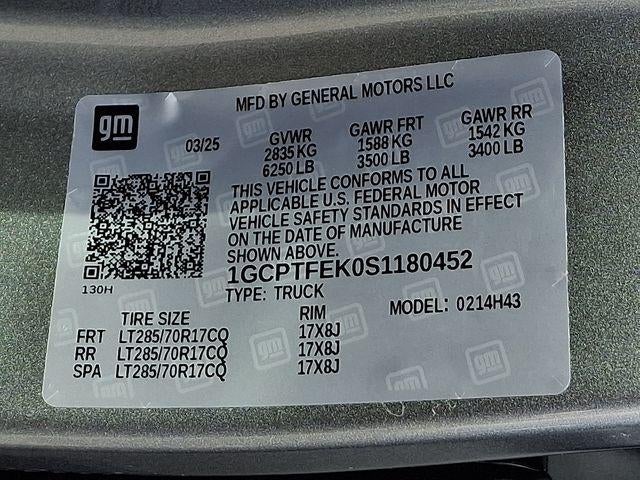 MFD BY GENERAL MOTORS LLC
gm
03/25
GVWR GAWR FRT GAWR RR
2835 KG 1588 KG 1542 KG
6250 LB 3500 LB 3400 LB
THIS VEHICLE CONFORMS TO ALL
APPLICABLE U.S. FEDERAL MOTOR
VEHICLE SAFETY STANDARDS IN EFFECT
ON THE DATE OF MANUFACTURE
SHOWN ABOVE.
1GCPTFEK0S1180452
130H
TYPE: TRUCK
MODEL: 0214H43
TIRE SIZE RIM
FRT LT285/70R17CQ 17X8J
RR LT285/70R17CQ 17X8J
SPA LT285/70R17CQ 17X8J